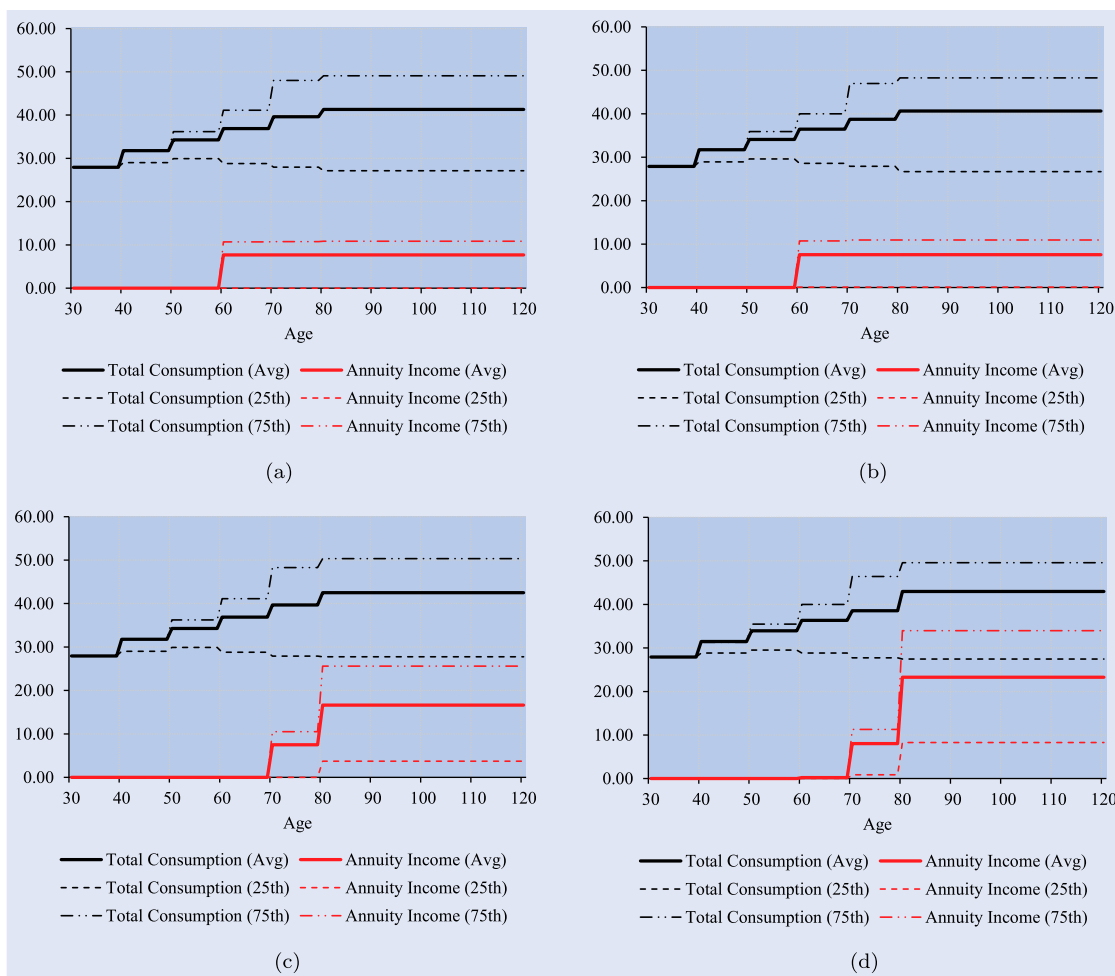 60.00
50.00
40.00
30.00
20.00
10.00
0.00
30 40 50 60 70 80 90 100 110 120
Age
Total Consumption (Avg) Annuity Income (Avg)
Total Consumption (25th) Annuity Income (25th)
Total Consumption (75th) Annuity Income (75th)
(a)
60.00
50.00
40.00
30.00
20.00
10.00
0.00
30 40 50 60 70 80 90 100 110 120
Age
Total Consumption (Avg) Annuity Income (Avg)
Total Consumption (25th) Annuity Income (25th)
Total Consumption (75th) Annuity Income (75th)
(b)
60.00
50.00
40.00
30.00
20.00
10.00
0.00
30 40 50 60 70 80 90 100 110 120
Age
Total Consumption (Avg) Annuity Income (Avg)
Total Consumption (25th) Annuity Income (25th)
Total Consumption (75th) Annuity Income (75th)
(c)
60.00
50.00
40.00
30.00
20.00
10.00
0.00
30 40 50 60 70 80 90 100 110 120
Age
Total Consumption (Avg) Annuity Income (Avg)
Total Consumption (25th) Annuity Income (25th)
Total Consumption (75th) Annuity Income (75th)
(d)